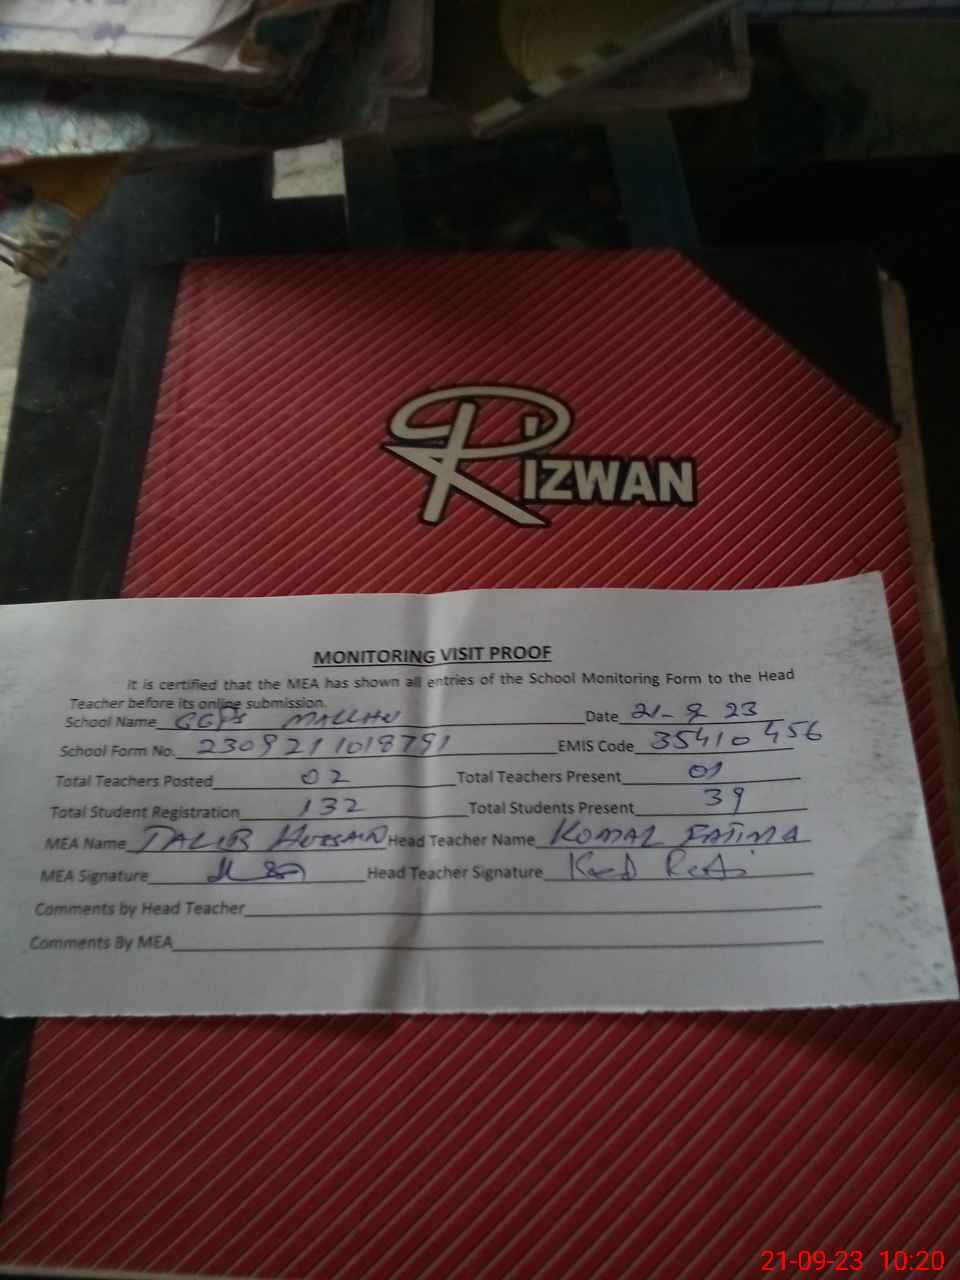 RIZWAN
MONITORING VISIT PROOF
It is certified that the MEA has shown all entries of the School Monitoring Form to the Head
Teacher before its online submission.
School Name GGPS MALLHU Date 21-9 23
School Form No. 2309211018791 EMIS Code 35410456
Total Teachers Posted 02 Total Teachers Present 01
Total Student Registration 132 Total Students Present 39
MEA Name TALIB HUSSAIN Head Teacher Name KOMAL FATIMA
MEA Signature Head Teacher Signature
Comments by Head Teacher
Comments By MEA
21-09-23 10:20